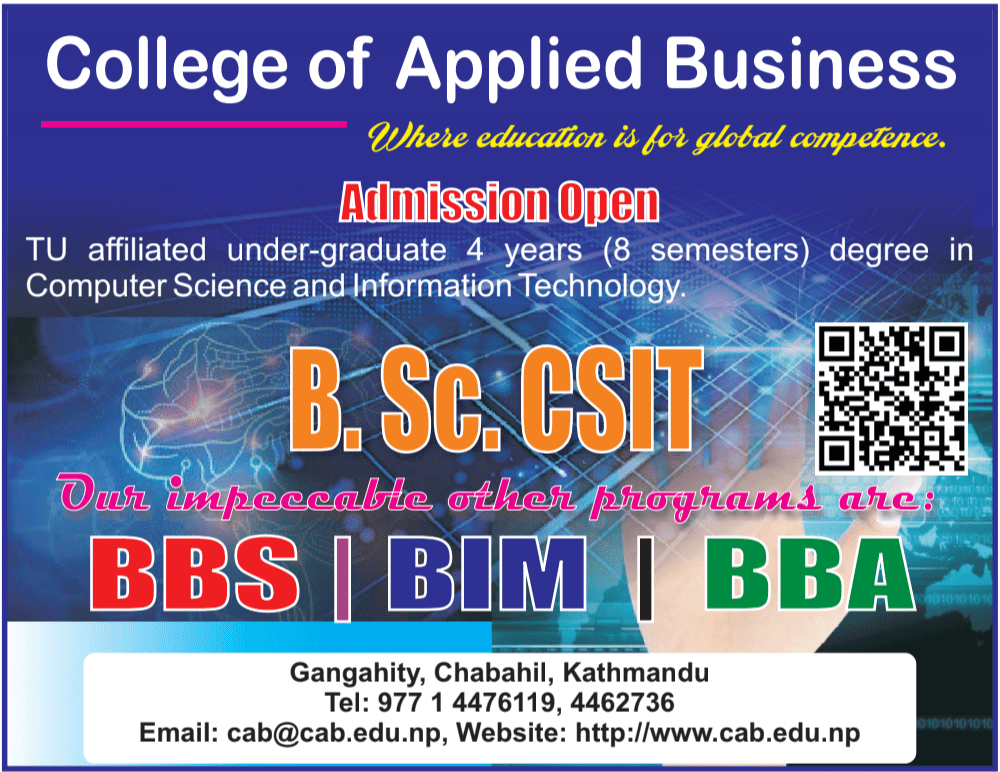 College of Applied Business
Where education is for global competence.
Admission Open
TU affiliated under-graduate 4 years (8 semesters) degree in
Computer Science and Information Technology.
B. Sc. CSIT
Our impeccable other programs are:
BBS | BIM | BBA
Gangahity, Chabahil, Kathmandu
Tel: 977 1 4476119, 4462736
Email: cab@cab.edu.np, Website: http://www.cab.edu.np